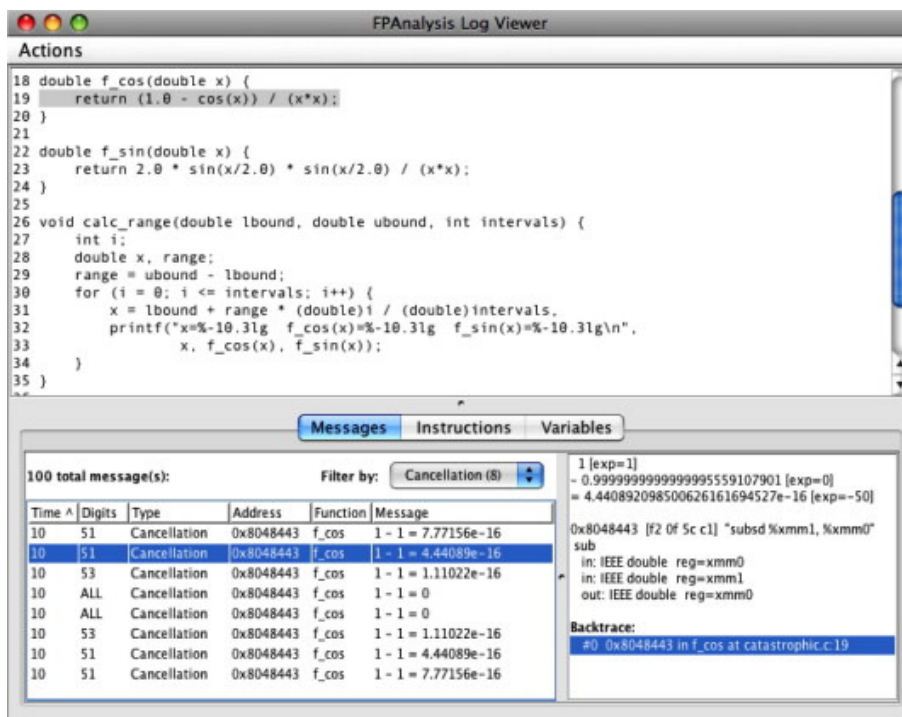 FPAnalysis Log Viewer
Actions
18 double f_cos(double x) {
19     return (1.0 - cos(x)) / (x*x);
20 }
21
22 double f_sin(double x) {
23     return 2.0 * sin(x/2.0) * sin(x/2.0) / (x*x);
24 }
25
26 void calc_range(double lbound, double ubound, int intervals) {
27     int i;
28     double x, range;
29     range = ubound - lbound;
30     for (i = 0; i <= intervals; i++) {
31         x = lbound + range * (double)i / (double)intervals,
32         printf("x=%-10.3lg  f_cos(x)=%-10.3lg  f_sin(x)=%-10.3lg\n",
33                x, f_cos(x), f_sin(x));
34     }
35 }
Messages Instructions Variables
100 total message(s): Filter by: Cancellation (8)
Time ^ Digits Type Address Function Message
10 51 Cancellation 0x8048443 f_cos 1 - 1 = 7.77156e-16
10 51 Cancellation 0x8048443 f_cos 1 - 1 = 4.44089e-16
10 53 Cancellation 0x8048443 f_cos 1 - 1 = 1.11022e-16
10 ALL Cancellation 0x8048443 f_cos 1 - 1 = 0
10 ALL Cancellation 0x8048443 f_cos 1 - 1 = 0
10 53 Cancellation 0x8048443 f_cos 1 - 1 = 1.11022e-16
10 51 Cancellation 0x8048443 f_cos 1 - 1 = 4.44089e-16
10 51 Cancellation 0x8048443 f_cos 1 - 1 = 7.77156e-16
1 [exp=1]
- 0.9999999999999995559107901 [exp=0]
= 4.440892098500626161694527e-16 [exp=-50]
0x8048443 [f2 0f 5c c1] "subsd %xmm1, %xmm0"
sub
in: IEEE double reg=xmm0
in: IEEE double reg=xmm1
out: IEEE double reg=xmm0
Backtrace:
#0 0x8048443 in f_cos at catastrophic.c:19